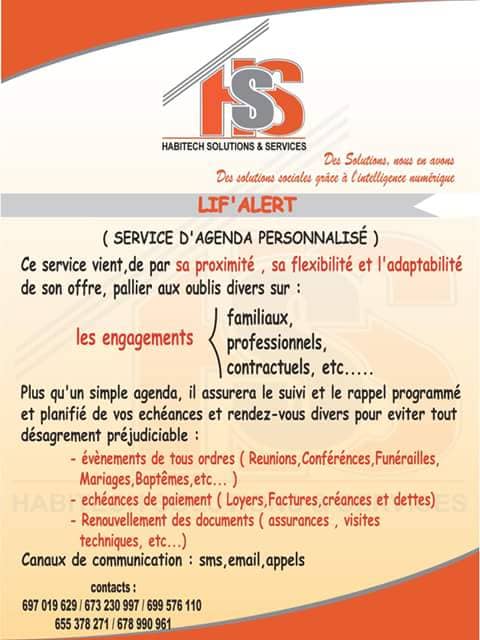 HSS
HABITECH SOLUTIONS & SERVICES
Des Solutions, nous en avons
Des solutions sociales grâce à l'intelligence numérique
LIF'ALERT
( SERVICE D'AGENDA PERSONNALISÉ )
Ce service vient,de par sa proximité , sa flexibilité et l'adaptabilité
de son offre, pallier aux oublis divers sur :
les engagements
familiaux,
professionnels,
contractuels, etc.....
Plus qu'un simple agenda, il assurera le suivi et le rappel programmé
et planifié de vos echéances et rendez-vous divers pour eviter tout
désagrement préjudiciable :
- évènements de tous ordres ( Reunions,Conférénces,Funérailles,
Mariages,Baptêmes,etc... )
- echéances de paiement ( Loyers,Factures,créances et dettes)
- Renouvellement des documents ( assurances , visites
techniques, etc...)
Canaux de communication : sms,email,appels
contacts :
697 019 629 / 673 230 997 / 699 576 110
655 378 271 / 678 990 961